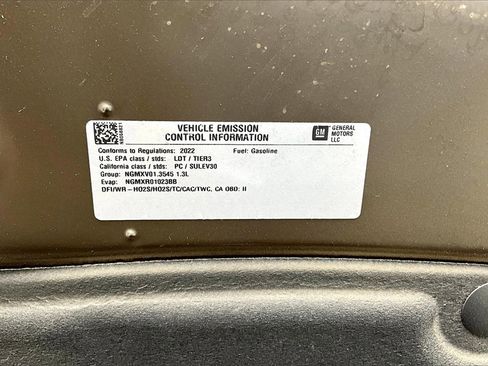 VEHICLE EMISSION
CONTROL INFORMATION
GM
GENERAL
MOTORS
LLC
Conforms to Regulations: 2022 Fuel: Gasoline
U.S. EPA class / stds: LDT / TIER3
California class / stds: PC / SULEV30
Group: NGMXV01.3545 1.3L
Evap: NGMXR0102388
DFI/WR - HO2S/HO2S/TC/CAC/TWC, CA OBD: II